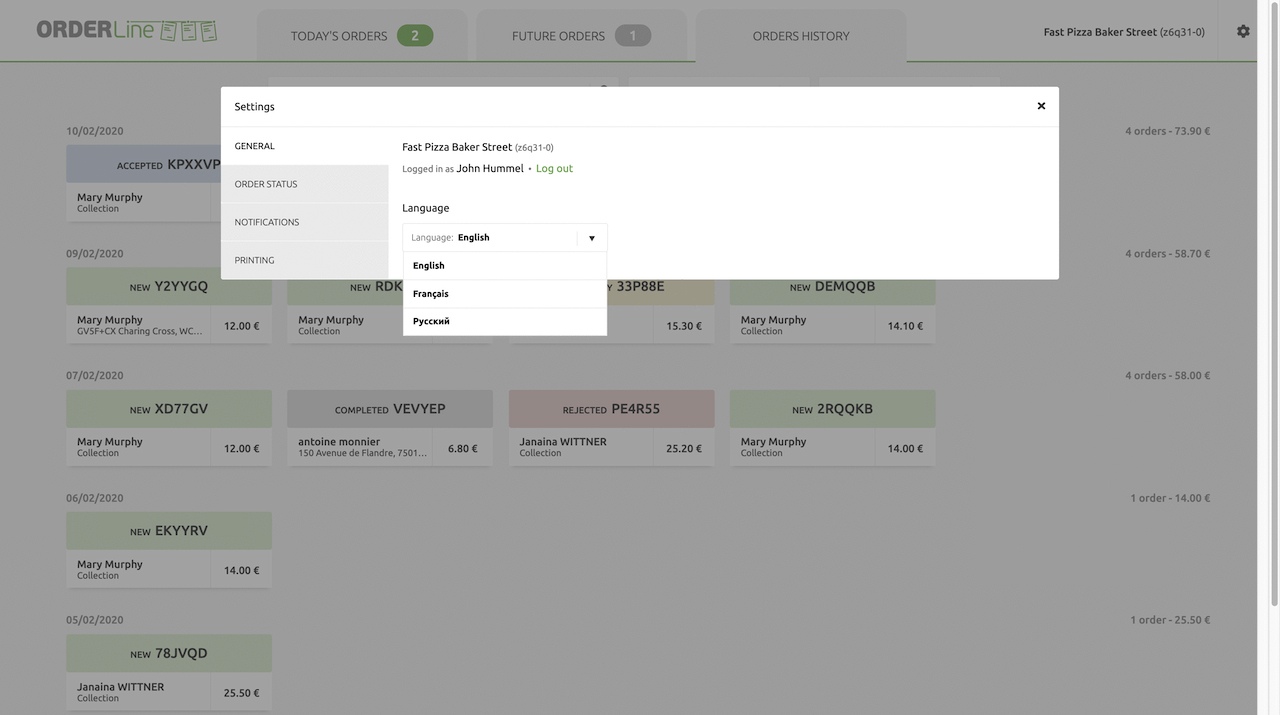 ORDERLine
TODAY'S ORDERS 2
FUTURE ORDERS 1
ORDERS HISTORY
Fast Pizza Baker Street (z6q31-0)
Settings
GENERAL
ORDER STATUS
NOTIFICATIONS
PRINTING
Fast Pizza Baker Street (z6q31-0)
Logged in as John Hummel • Log out
Language
Language: English
English
Français
Русский
10/02/2020
4 orders - 73.90 €
ACCEPTED KPXXVP
Mary Murphy
Collection
09/02/2020
4 orders - 58.70 €
NEW Y2YYGQ
Mary Murphy
GV5F+CX Charing Cross, WC...
12.00 €
NEW RDK
Mary Murphy
Collection
33P88E
15.30 €
NEW DEMQQB
Mary Murphy
Collection
14.10 €
07/02/2020
4 orders - 58.00 €
NEW XD77GV
Mary Murphy
Collection
12.00 €
COMPLETED VEVYEP
antoine monnier
150 Avenue de Flandre, 7501...
6.80 €
REJECTED PE4R55
Janaina WITTNER
Collection
25.20 €
NEW 2RQQKB
Mary Murphy
Collection
14.00 €
06/02/2020
1 order - 14.00 €
NEW EKYYRV
Mary Murphy
Collection
14.00 €
05/02/2020
1 order - 25.50 €
NEW 78JVQD
Janaina WITTNER
Collection
25.50 €